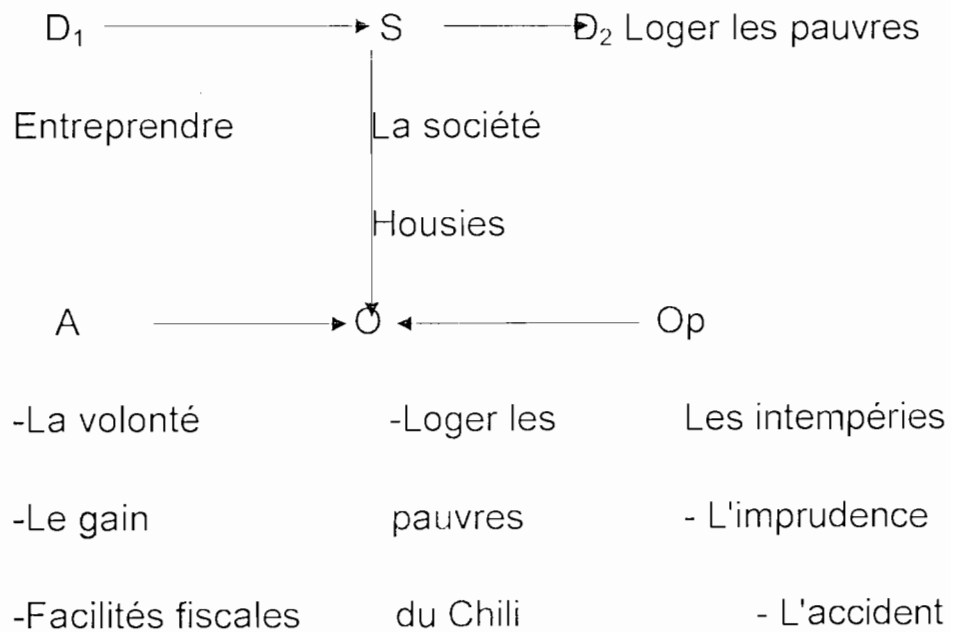 D₁ S D₂ Loger les pauvres
Entreprendre La société
Housies
A O Op
-La volonté -Loger les Les intempéries
-Le gain pauvres - L'imprudence
-Facilités fiscales du Chili - L'accident